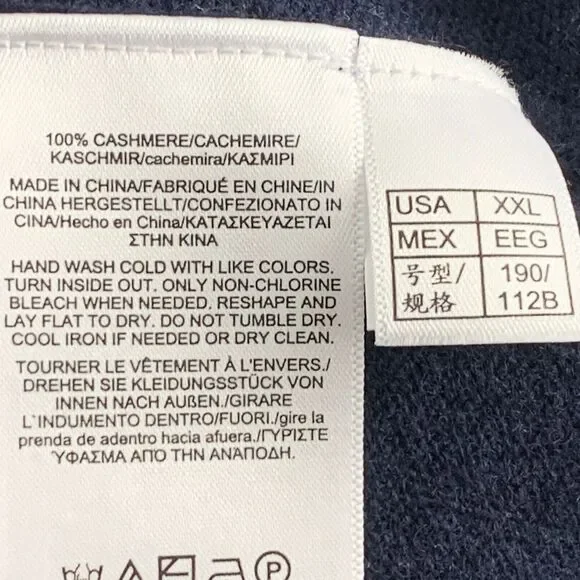 100% CASHMERE/CACHEMIRE/
KASCHMIR/cachemira/ΚΑΣΜΙΡΙ
MADE IN CHINA/FABRIQUÉ EN CHINE/IN
CHINA HERGESTELLT/CONFEZIONATO IN
CINA/Hecho en China/ΚΑΤΑΣΚΕΥΑΖΕΤΑΙ
ΣΤΗΝ ΚΙΝΑ
HAND WASH COLD WITH LIKE COLORS.
TURN INSIDE OUT. ONLY NON-CHLORINE
BLEACH WHEN NEEDED. RESHAPE AND
LAY FLAT TO DRY. DO NOT TUMBLE DRY.
COOL IRON IF NEEDED OR DRY CLEAN.
TOURNER LE VÊTEMENT À L'ENVERS./
DREHEN SIE KLEIDUNGSSTÜCK VON
INNEN NACH AUßEN./GIRARE
L`INDUMENTO DENTRO/FUORI./gire la
prenda de adentro hacia afuera./ΓΥΡΊΣΤΕ
ΎΦΑΣΜΑ ΑΠΌ ΤΗΝ ΑΝΆΠΟΔΗ.
P
USA XXL
MEX EEG
号型/ 190/
规格 112B